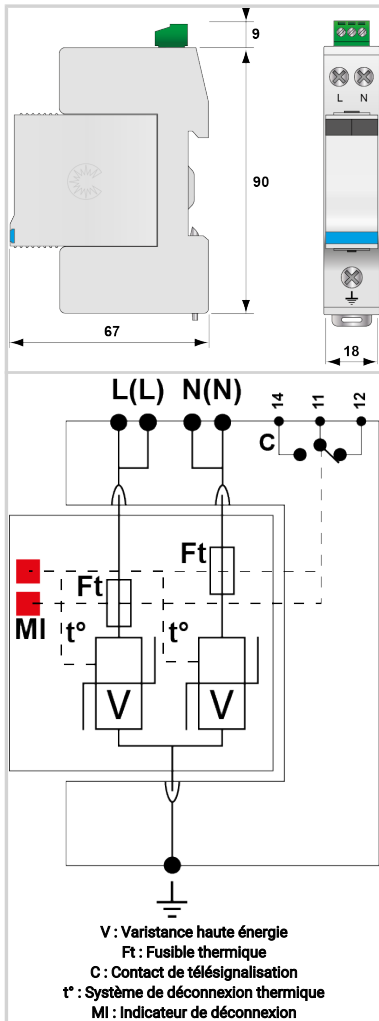 9
L N
90
67
18
L(L) N(N)
14 11 12
C
Ft
Ft
MI t° t°
V V
V : Varistance haute énergie
Ft : Fusible thermique
C : Contact de télésignalisation
t° : Système de déconnexion thermique
MI : Indicateur de déconnexion